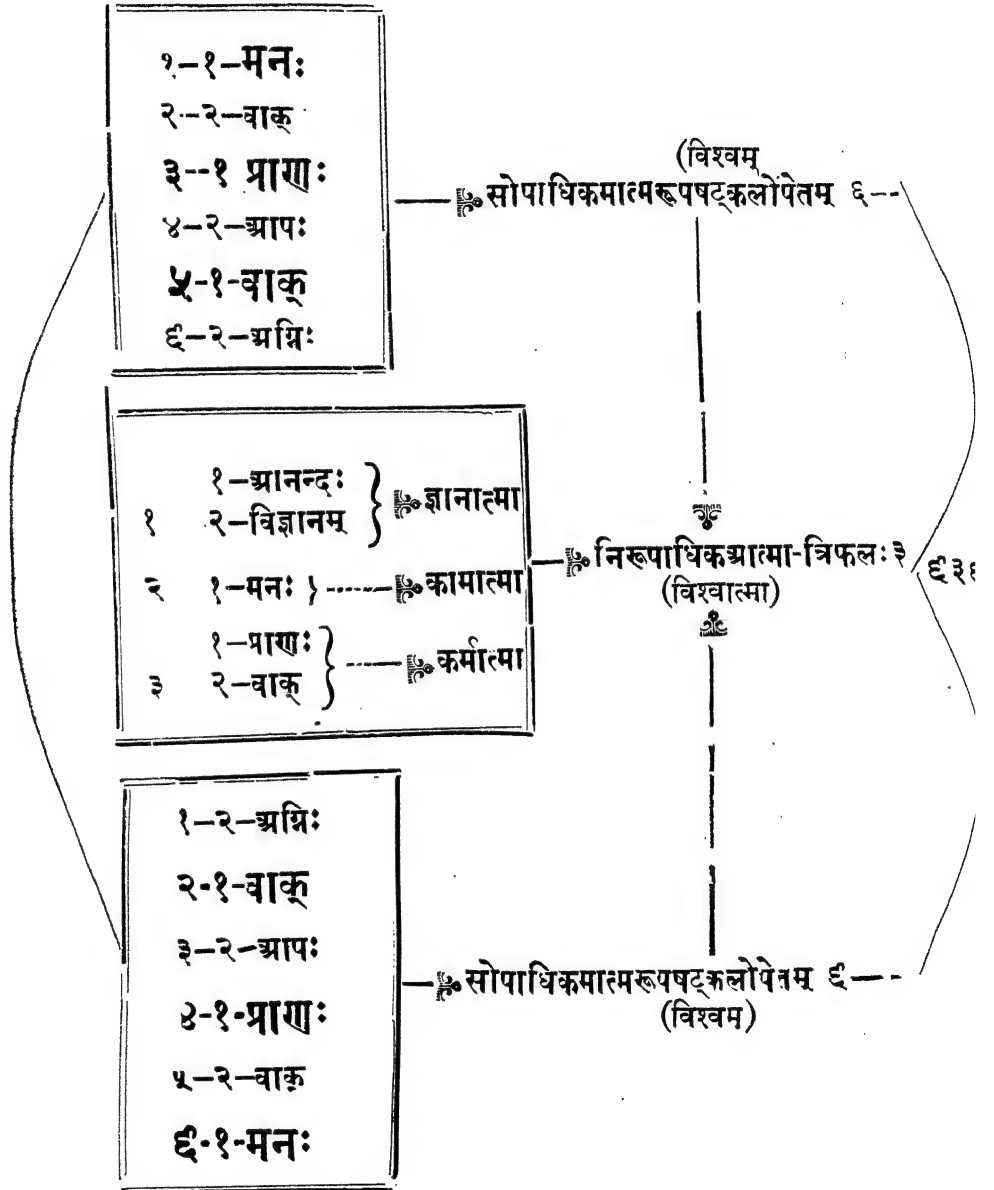 १-१-मनः
२-२-वाक्
३--१ प्राणः
४-२-आपः
५-१-वाक्
६-२-अग्निः
(विश्वम्
सोपाधिकमात्मरूपषट्कलोपेतम् ६--
१-आनन्दः
१ २-विज्ञानम्
ज्ञानात्मा
२ १-मनः
कामात्मा
१-प्राणः
३ २-वाक्
कर्मात्मा
निरूपाधिकआत्मा-त्रिफलः ३
(विश्वात्मा)
१-२-अग्निः
२-१-वाक्
३-२-आपः
४-१-प्राणः
५-२-वाक्
६-१-मनः
सोपाधिकमात्मरूपषट्कलोपेतम् ६--
(विश्वम्)